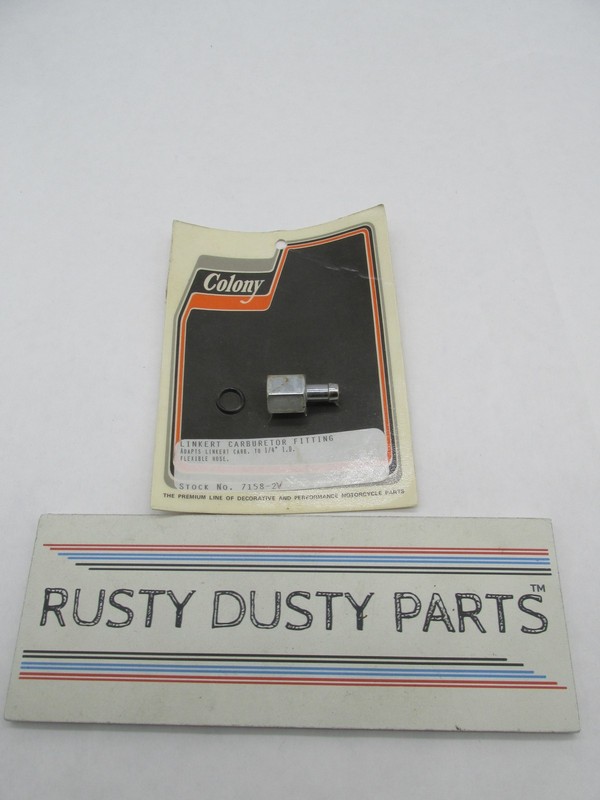 Colony
LINKERT CARBURETOR FITTING
ADAPTS LINKERT CARB. TO 1/4" I.D.
FLEXIBLE HOSE.
STOCK NO. 7158-2V
THE PREMIUM LINE OF DECORATIVE AND PERFORMANCE MOTORCYCLE PARTS
RUSTY DUSTY PARTS™